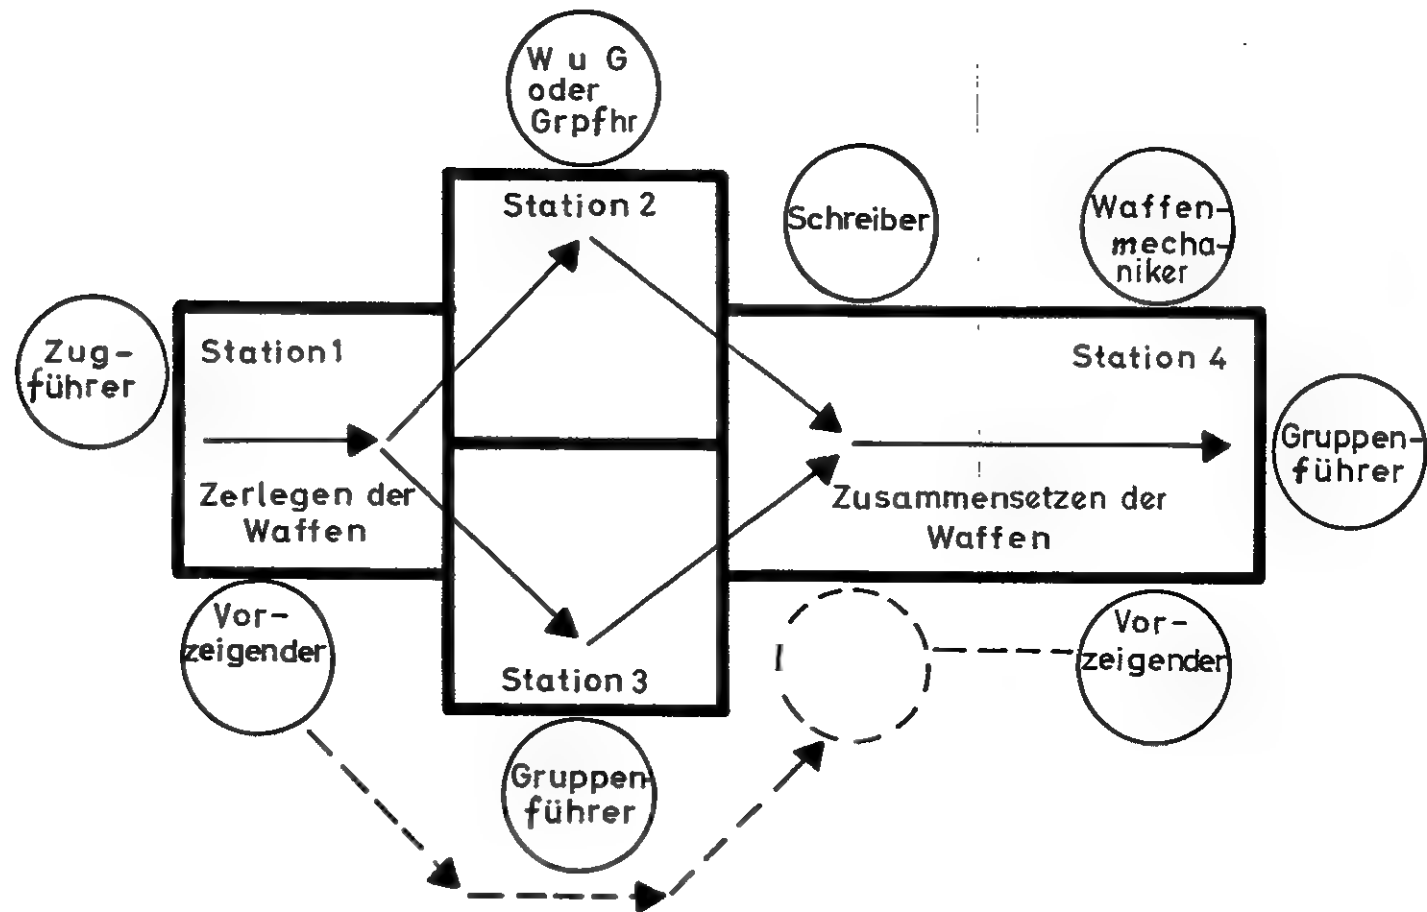 W u G
oder
Grpfhr
Station 2
Schreiber
Waffen-
mecha-
niker
Zug-
führer
Station 1
Station 4
Gruppen-
führer
Zerlegen der
Waffen
Zusammensetzen der
Waffen
Vor-
zeigender
Station 3
Vor-
zeigender
Gruppen-
führer